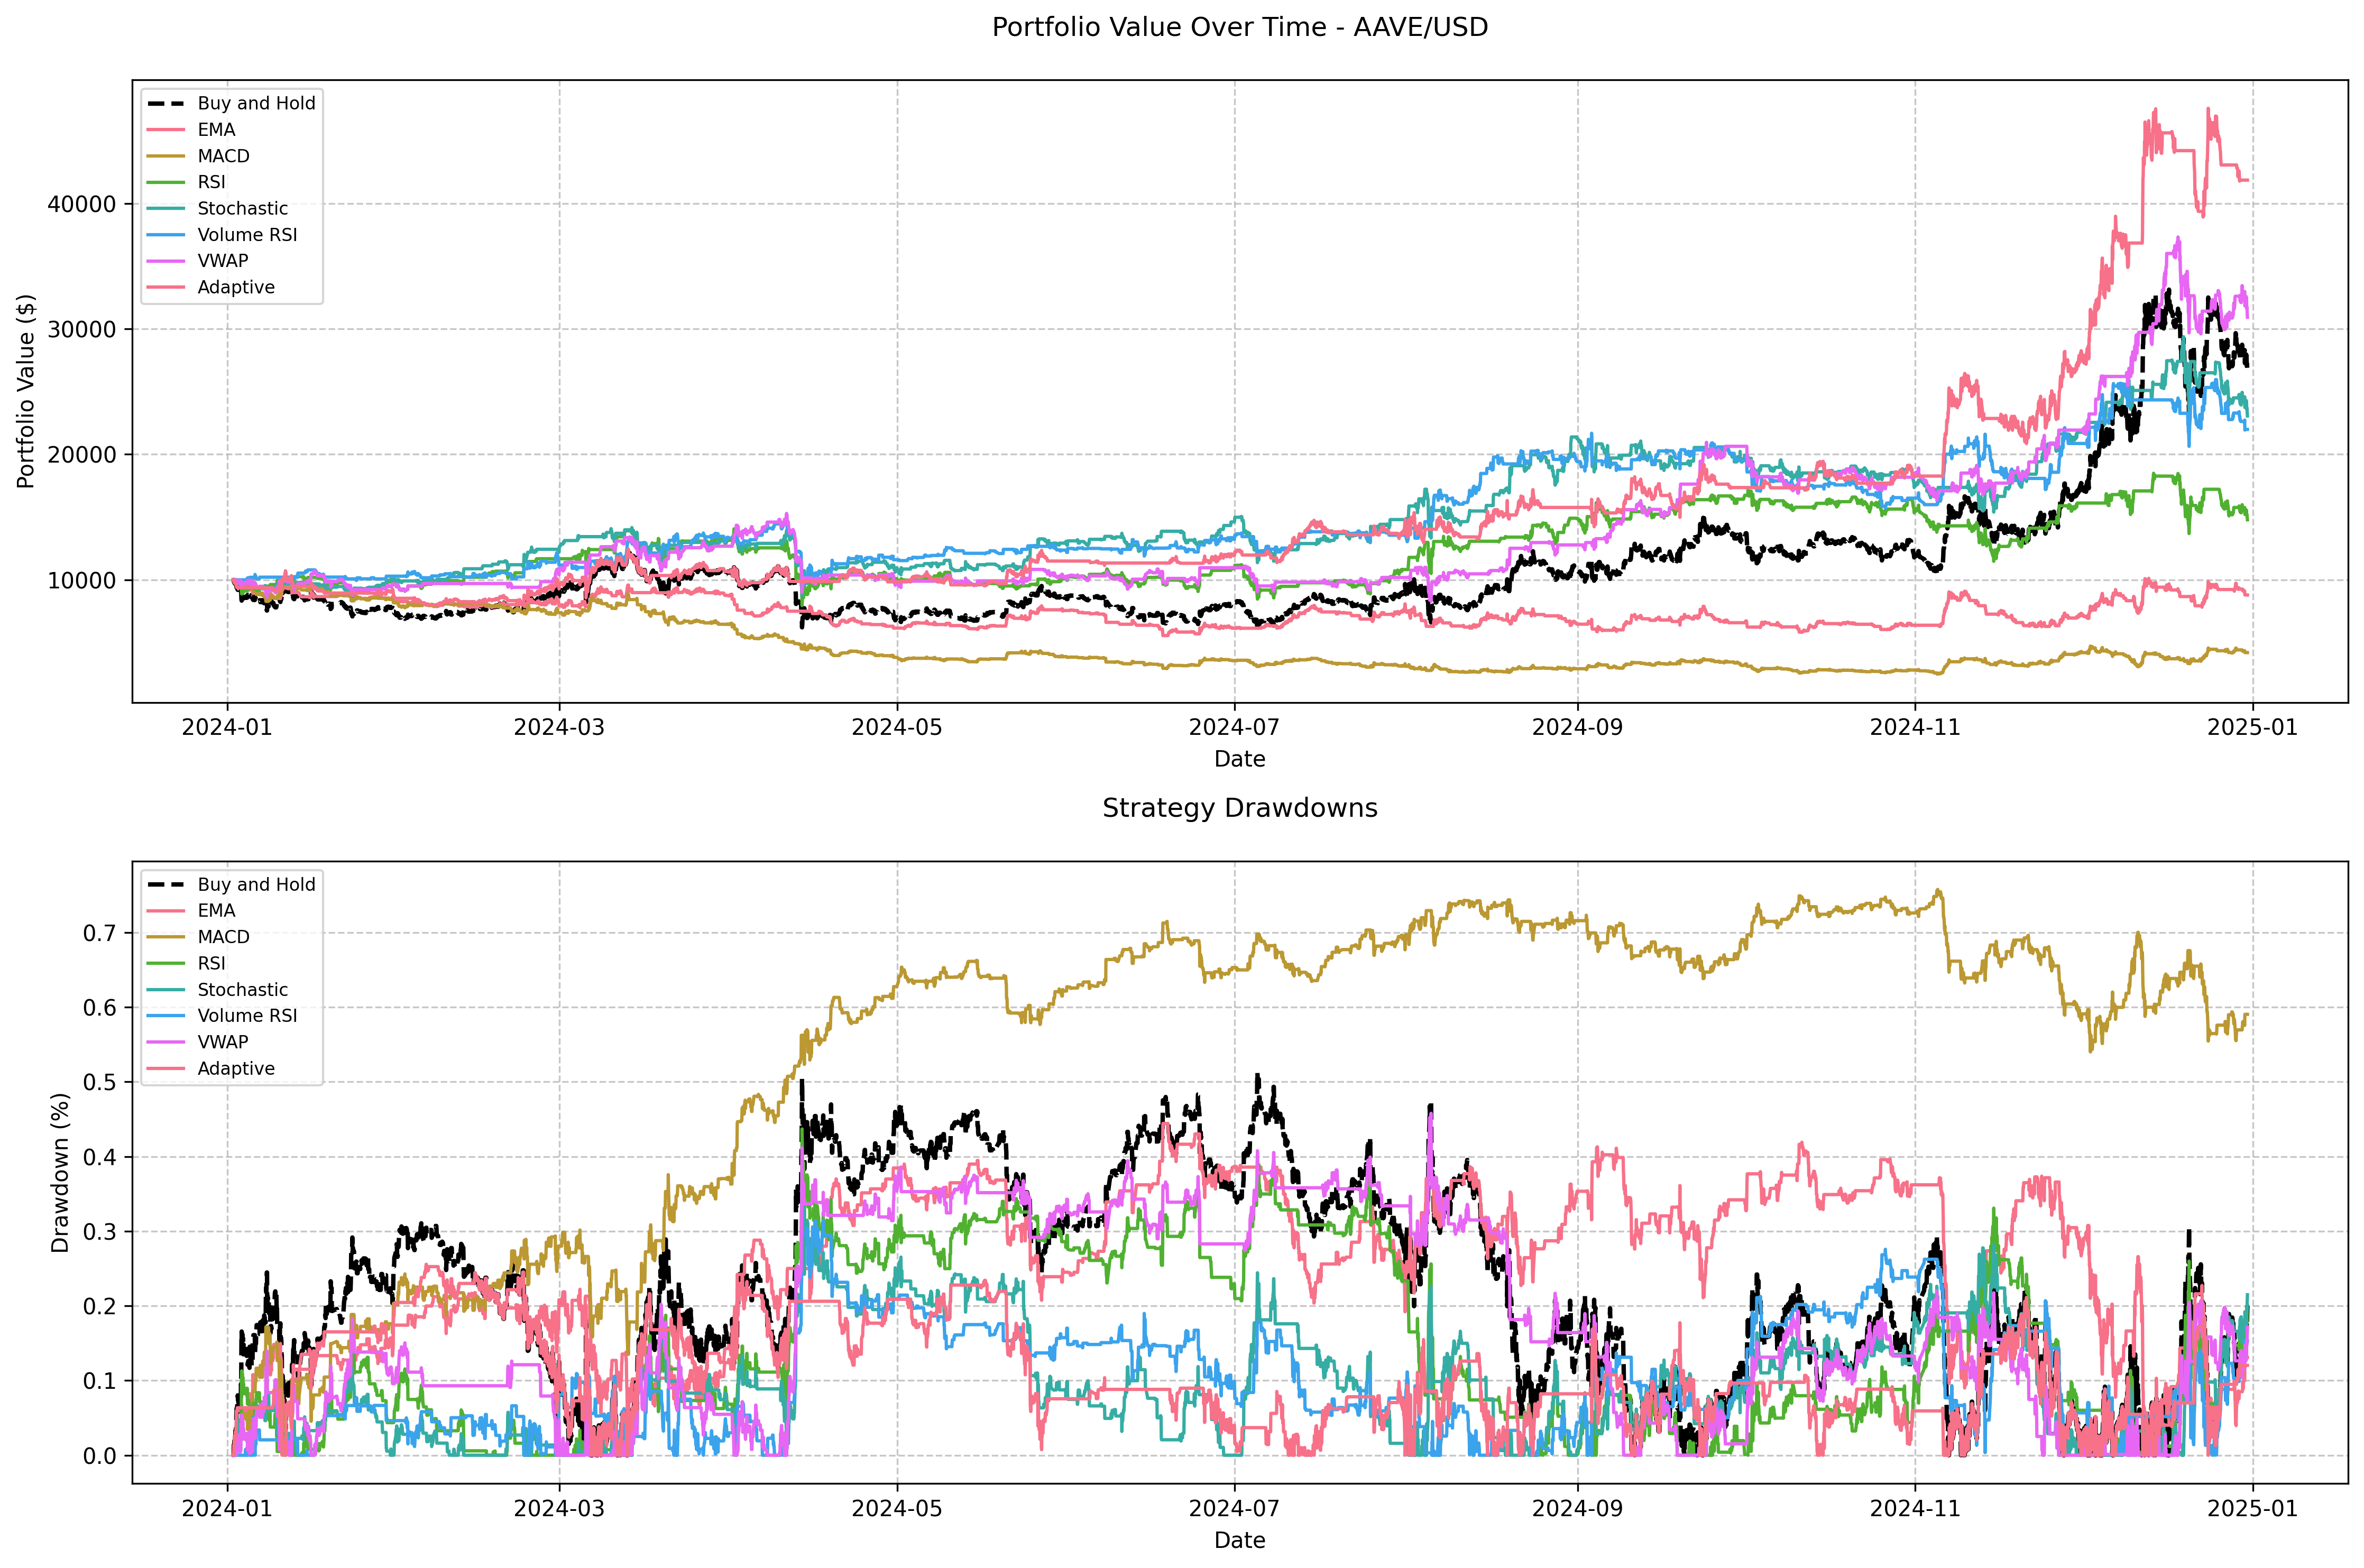 Portfolio Value Over Time - AAVE/USD
Buy and Hold
EMA
MACD
RSI
Stochastic
Volume RSI
VWAP
Adaptive
40000
30000
20000
10000
Portfolio Value ($)
2024-01
2024-03
2024-05
2024-07
2024-09
2024-11
2025-01
Date
Strategy Drawdowns
Buy and Hold
EMA
MACD
RSI
Stochastic
Volume RSI
VWAP
Adaptive
0.7
0.6
0.5
0.4
0.3
0.2
0.1
0.0
Drawdown (%)
2024-01
2024-03
2024-05
2024-07
2024-09
2024-11
2025-01
Date